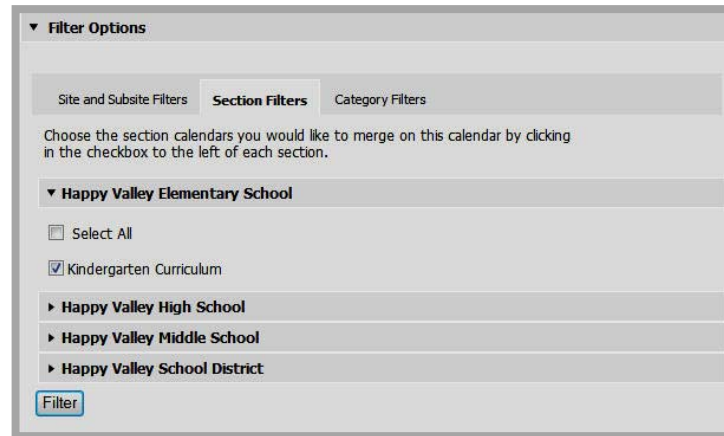 Filter Options
Site and Subsite Filters Section Filters Category Filters
Choose the section calendars you would like to merge on this calendar by clicking
in the checkbox to the left of each section.
Happy Valley Elementary School
Select All
Kindergarten Curriculum
Happy Valley High School
Happy Valley Middle School
Happy Valley School District
Filter